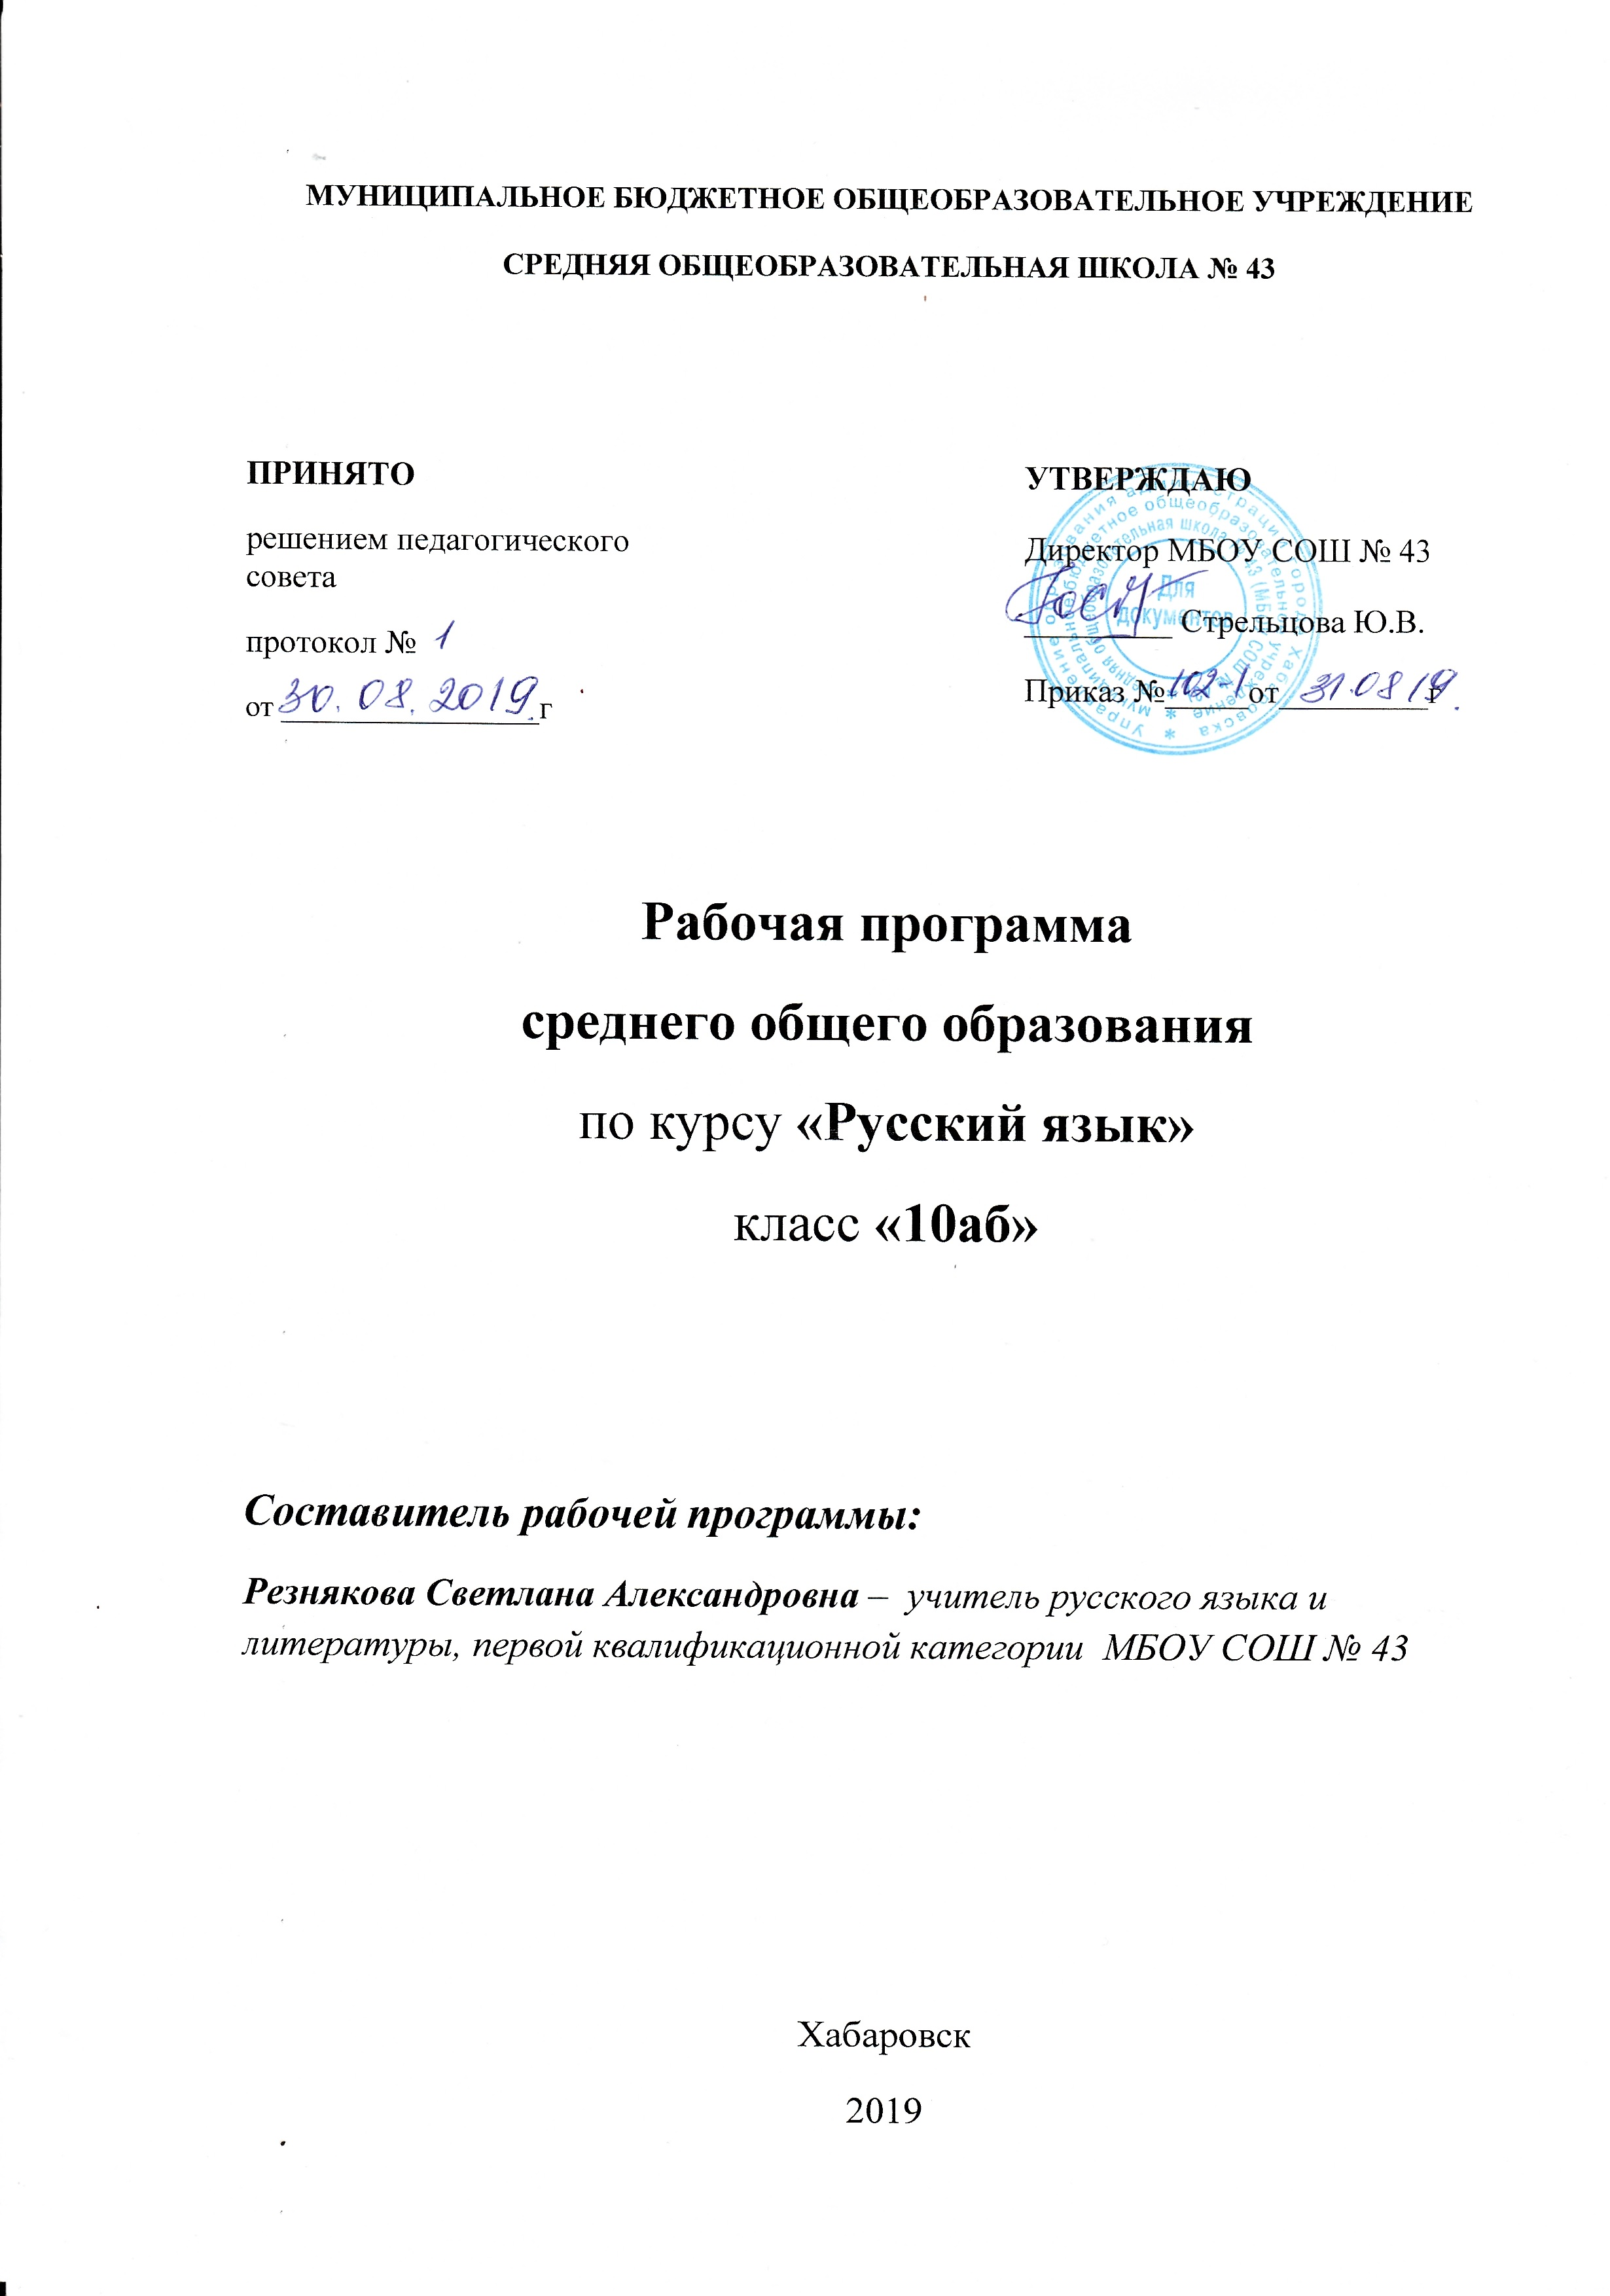 МУНИЦИПАЛЬНОЕ БЮДЖЕТНОЕ ОБЩЕОБРАЗОВАТЕЛЬНОЕ УЧРЕЖДЕНИЕ
СРЕДНЯЯ ОБЩЕОБРАЗОВАТЕЛЬНАЯ ШКОЛА № 43
ПРИНЯТО
решением педагогического
совета
протокол № 1
от 30.08.2019.г
УТВЕРЖДАЮ
Директор МБОУ СОШ № 43
Стрельцова Ю.В.
Приказ № 102-1 от 31.08.19 г.
Для
документов
Рабочая программа
среднего общего образования
по курсу «Русский язык»
класс «10аб»
Составитель рабочей программы:
Резнякова Светлана Александровна – учитель русского языка и
литературы, первой квалификационной категории МБОУ СОШ № 43
Хабаровск
2019